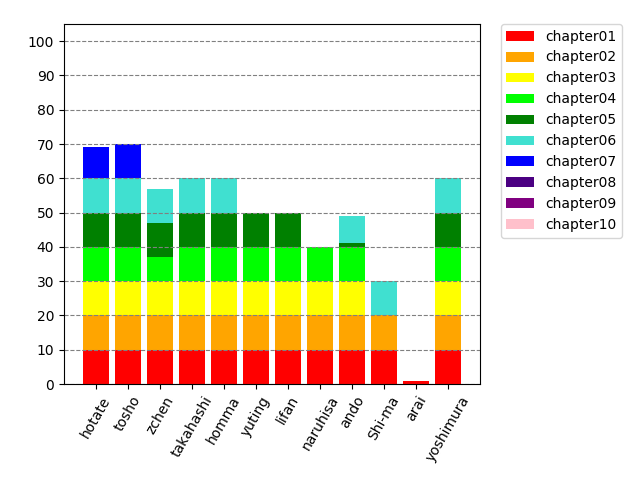 100
90
80
70
60
50
40
30
20
10
0
hotate
tosho
zchen
takahashi
homma
yuting
lifan
naruhisa
ando
Shi-ma
arai
yoshimura
chapter01
chapter02
chapter03
chapter04
chapter05
chapter06
chapter07
chapter08
chapter09
chapter10